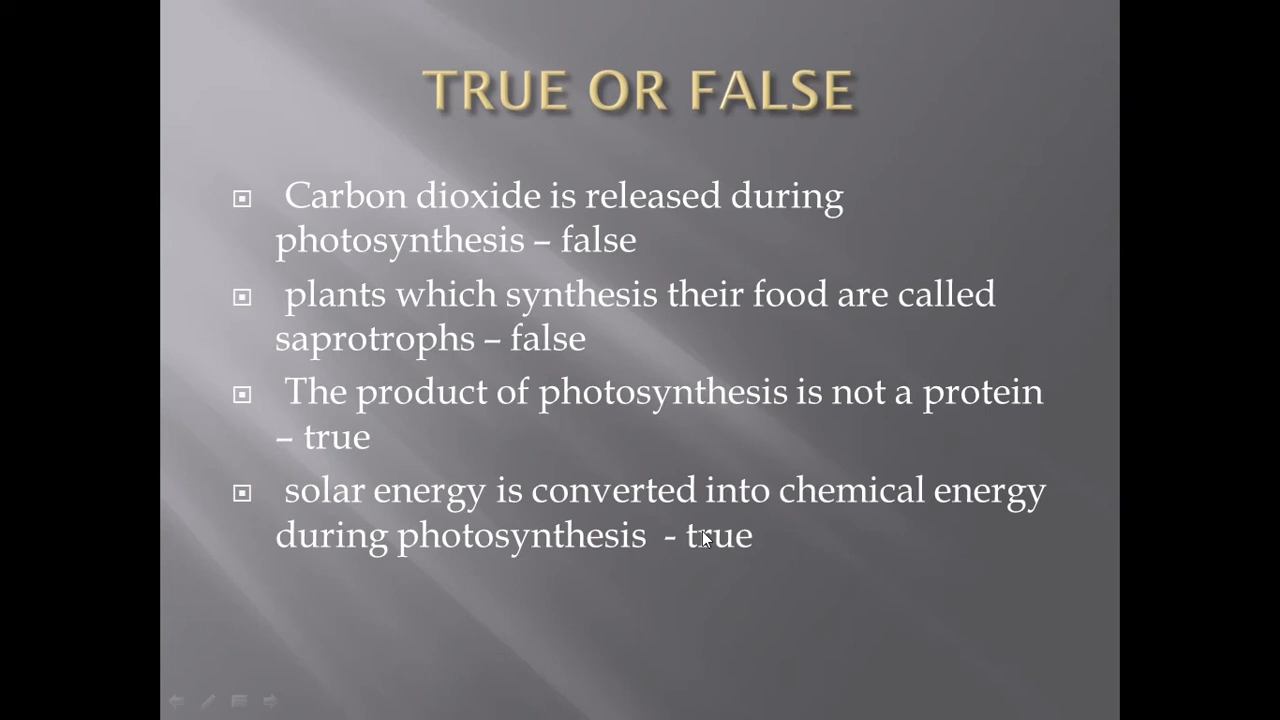 TRUE OR FALSE
Carbon dioxide is released during
photosynthesis – false
plants which synthesis their food are called
saprotrophs – false
The product of photosynthesis is not a protein
– true
solar energy is converted into chemical energy
during photosynthesis - true